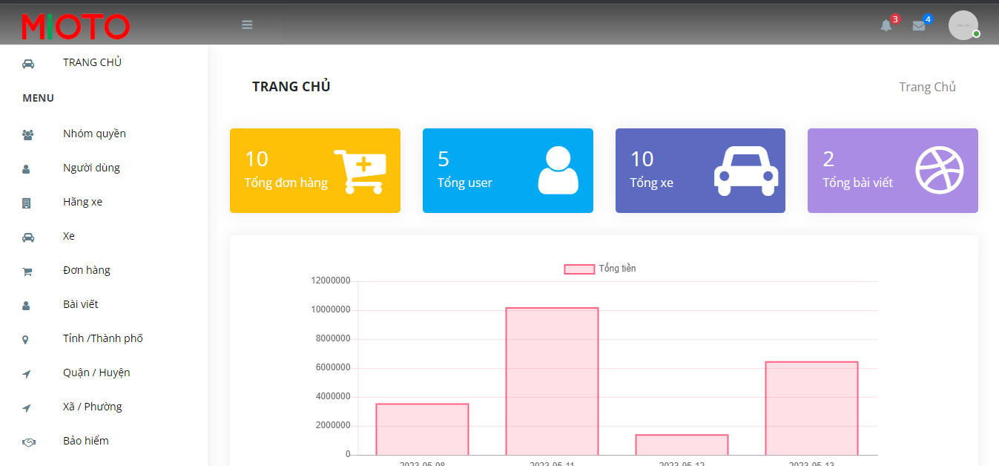 MiOTO
3
4
TRANG CHỦ
MENU
Nhóm quyền
Người dùng
Hãng xe
Xe
Đơn hàng
Bài viết
Tỉnh /Thành phố
Quận / Huyện
Xã / Phường
Bảo hiểm
TRANG CHỦ
Trang Chủ
10
Tổng đơn hàng
5
Tổng user
10
Tổng xe
2
Tổng bài viết
Tổng tiền
12000000
10000000
8000000
6000000
4000000
2000000
0
2023-05-08
2023-05-11
2023-05-12
2023-05-13